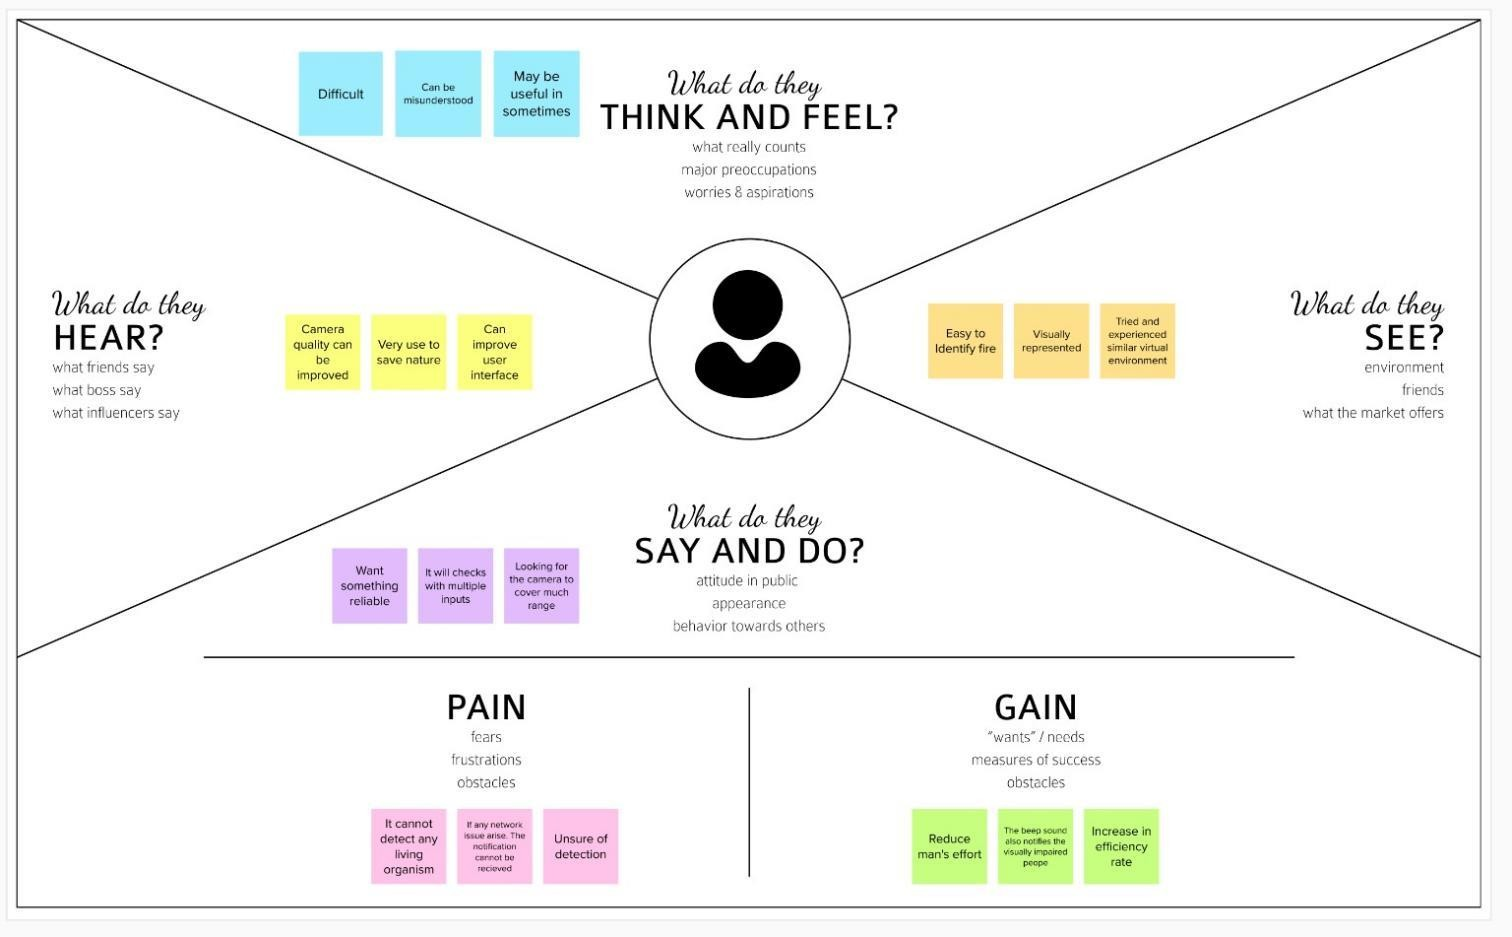 Difficult
Can be
misunderstood
May be
useful in
sometimes
What do they
THINK AND FEEL?
what really counts
major preoccupations
worries & aspirations
What do they
HEAR?
what friends say
what boss say
what influencers say
Camera
quality can
be
improved
Very use to
save nature
Can
improve
user
interface
Easy to
Identify fire
Visually
represented
Tried and
experienced
similar virtual
environment
What do they
SEE?
environment
friends
what the market offers
What do they
SAY AND DO?
attitude in public
appearance
behavior towards others
Want
something
reliable
It will checks
with multiple
inputs
Looking for
the camera to
cover much
range
PAIN
fears
frustrations
obstacles
It cannot
detect any
living
organism
If any network
issue arise. The
notification
cannot be
recieved
Unsure of
detection
GAIN
"wants" / needs
measures of success
obstacles
Reduce
man's effort
The beep sound
also notifies the
visually impaired
peope
Increase in
efficiency
rate